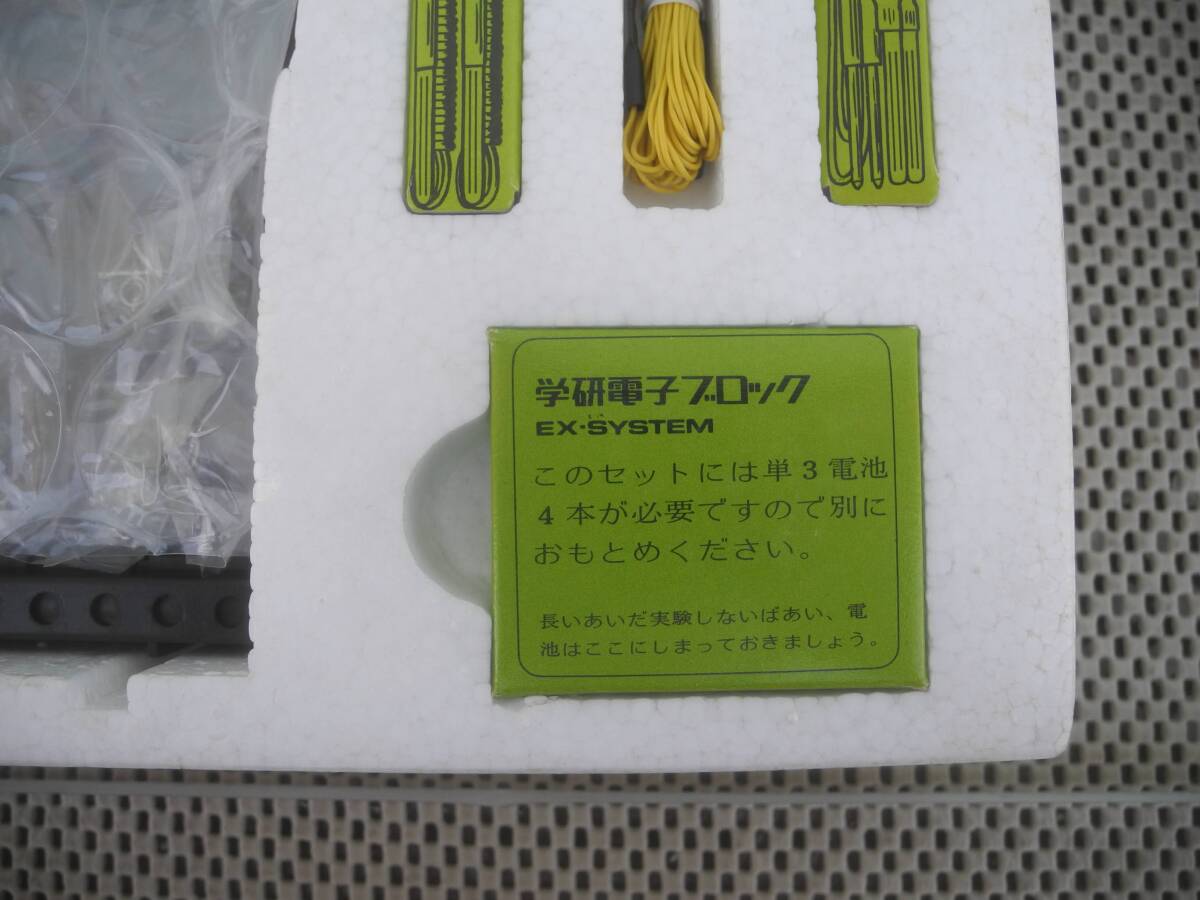 学研電子ブロック
EX·SYSTEM
このセットには単3電池
4本が必要ですので別に
おもとめください。
長いあいだ実験しないばあい、電
池はここにしまっておきましょう。